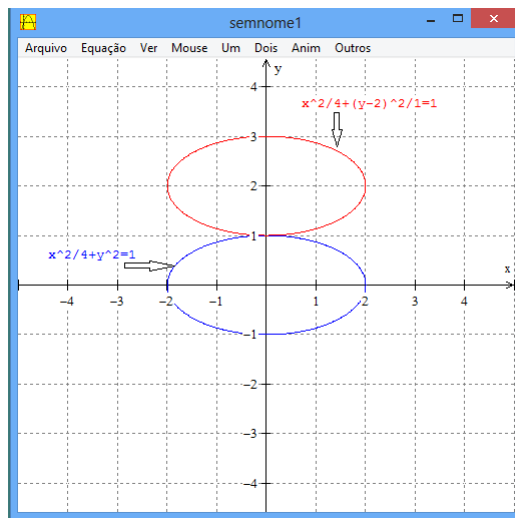 semnome1
Arquivo Equação Ver Mouse Um Dois Anim Outros
y
4
x^2/4+(y-2)^2/1=1
3
2
1
x^2/4+y^2=1
x
−4 −3 −2 −1 1 2 3 4
−1
−2
−3
−4